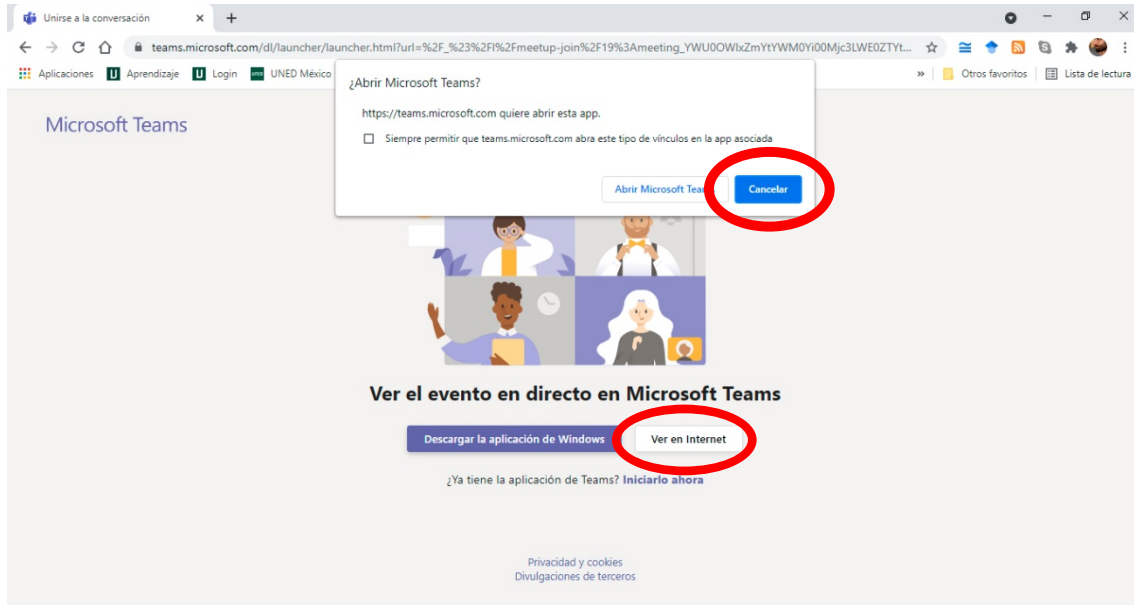 Unirse a la conversación
teams.microsoft.com/dl/launcher/launcher.html?url=%2F_%23%2Fl%2Fmeetup-join%2F19%3Ameeting_YWU0OWIxZmYtYWM0Yi00Mjc3LWE0ZTYt...
Aplicaciones Aprendizaje Login UNED México » Otros favoritos Lista de lectura
¿Abrir Microsoft Teams?
https://teams.microsoft.com quiere abrir esta app.
Siempre permitir que teams.microsoft.com abra este tipo de vínculos en la app asociada
Abrir Microsoft Cancelar
Microsoft Teams
Ver el evento en directo en Microsoft Teams
Descargar la aplicación de Windows Ver en Internet
¿Ya tiene la aplicación de Teams? Iniciarlo ahora
Privacidad y cookies
Divulgaciones de terceros